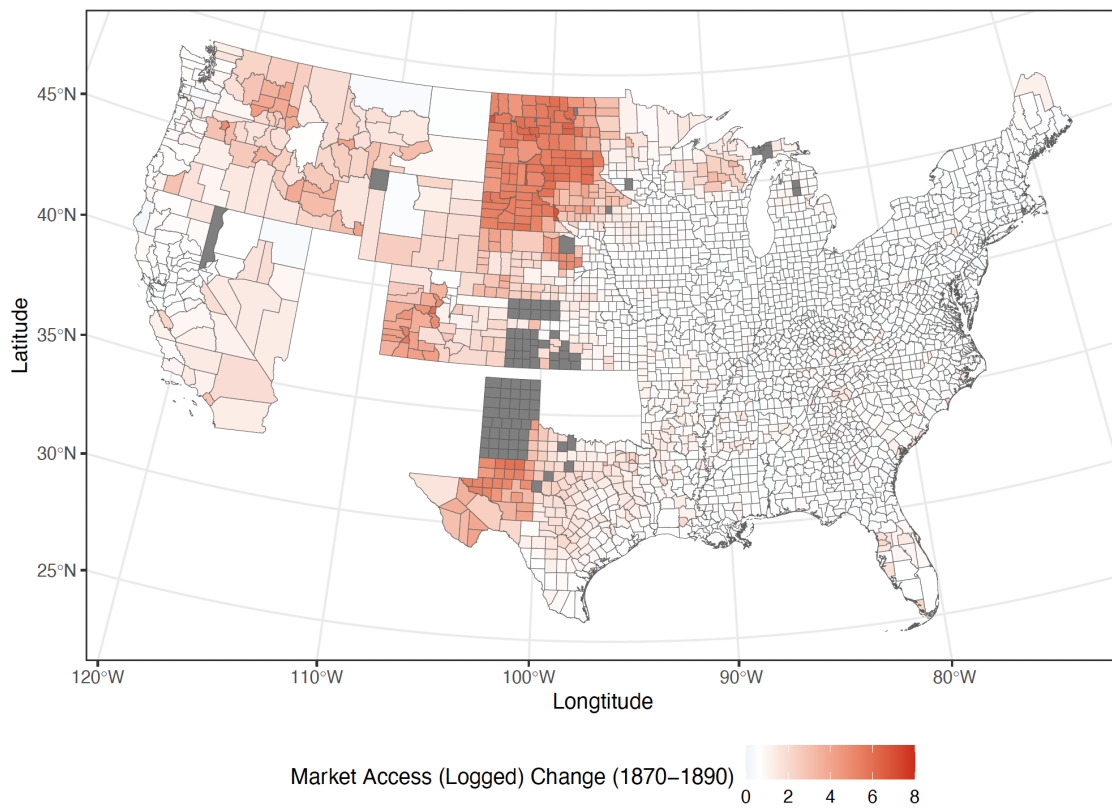 45°N
40°N
35°N
30°N
25°N
Latitude
120°W 110°W 100°W 90°W 80°W
Longtitude
Market Access (Logged) Change (1870−1890)
0 2 4 6 8